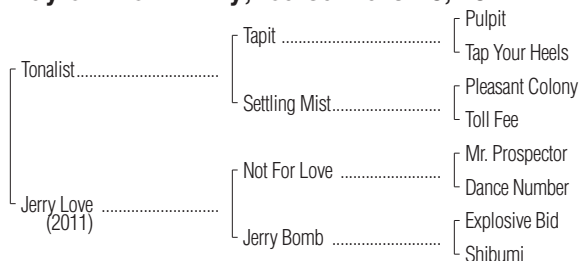 Pulpit
Tapit
Tap Your Heels
Tonalist
Pleasant Colony
Settling Mist
Toll Fee
Mr. Prospector
Not For Love
Dance Number
Jerry Love
(2011)
Explosive Bid
Jerry Bomb
Shibumi